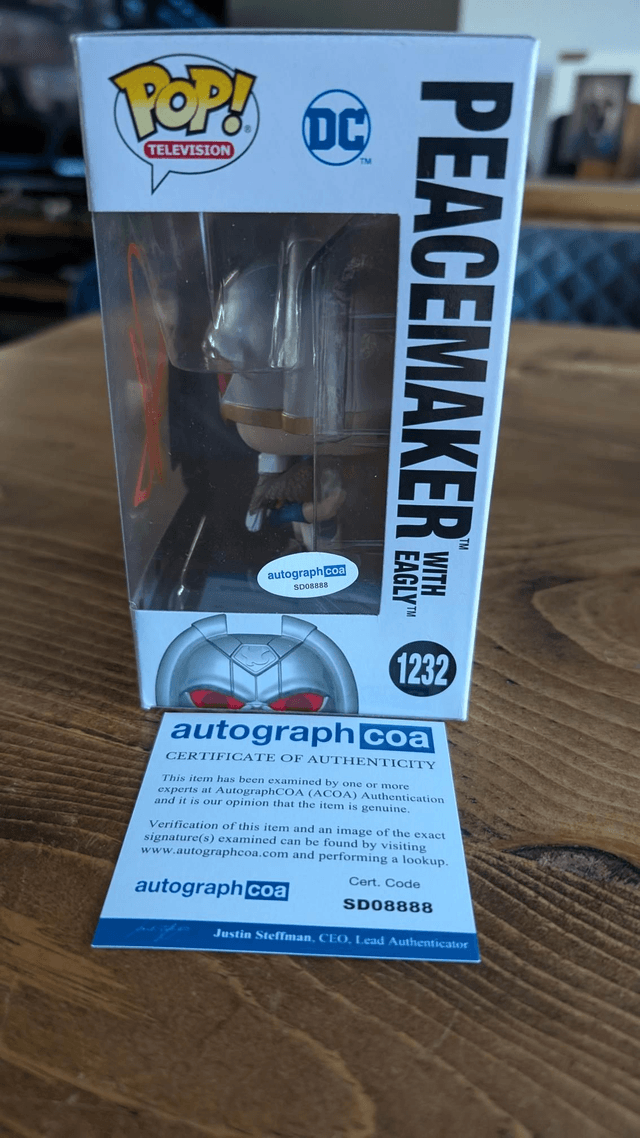 POP!
TELEVISION
DC
TM
PEACEMAKER™
WITH
EAGLY™
autographcoa
SD08888
1232
autographcoa
CERTIFICATE OF AUTHENTICITY
This item has been examined by one or more
experts at AutographCOA (ACOA) Authentication
and it is our opinion that the item is genuine.
Verification of this item and an image of the exact
signature(s) examined can be found by visiting
www.autographcoa.com and performing a lookup.
autographcoa
Cert. Code
SD08888
Justin Steffman, CEO, Lead Authenticator